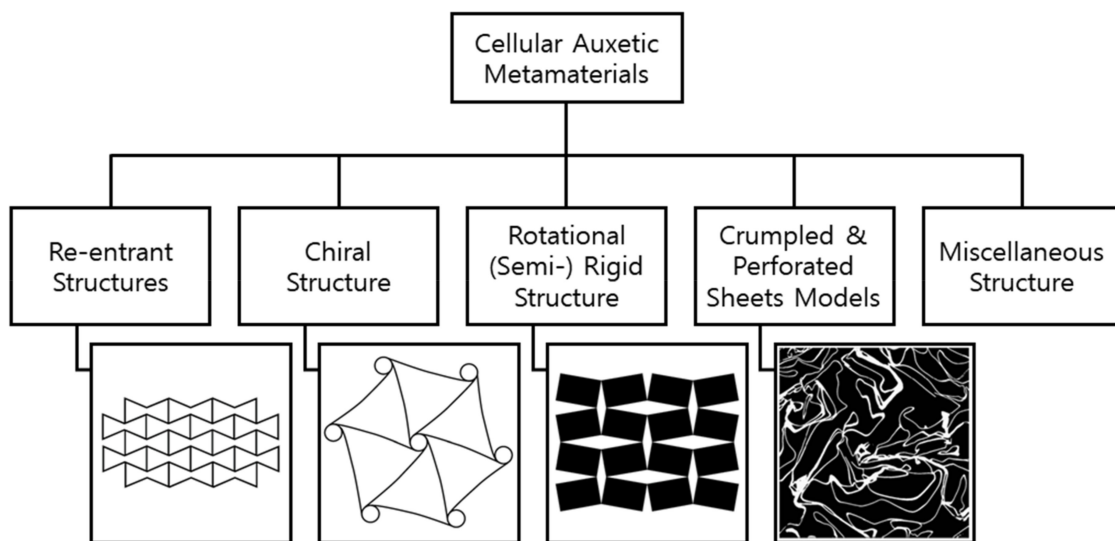 Cellular Auxetic
Metamaterials
Re-entrant
Structures
Chiral
Structure
Rotational
(Semi-) Rigid
Structure
Crumpled &
Perforated
Sheets Models
Miscellaneous
Structure